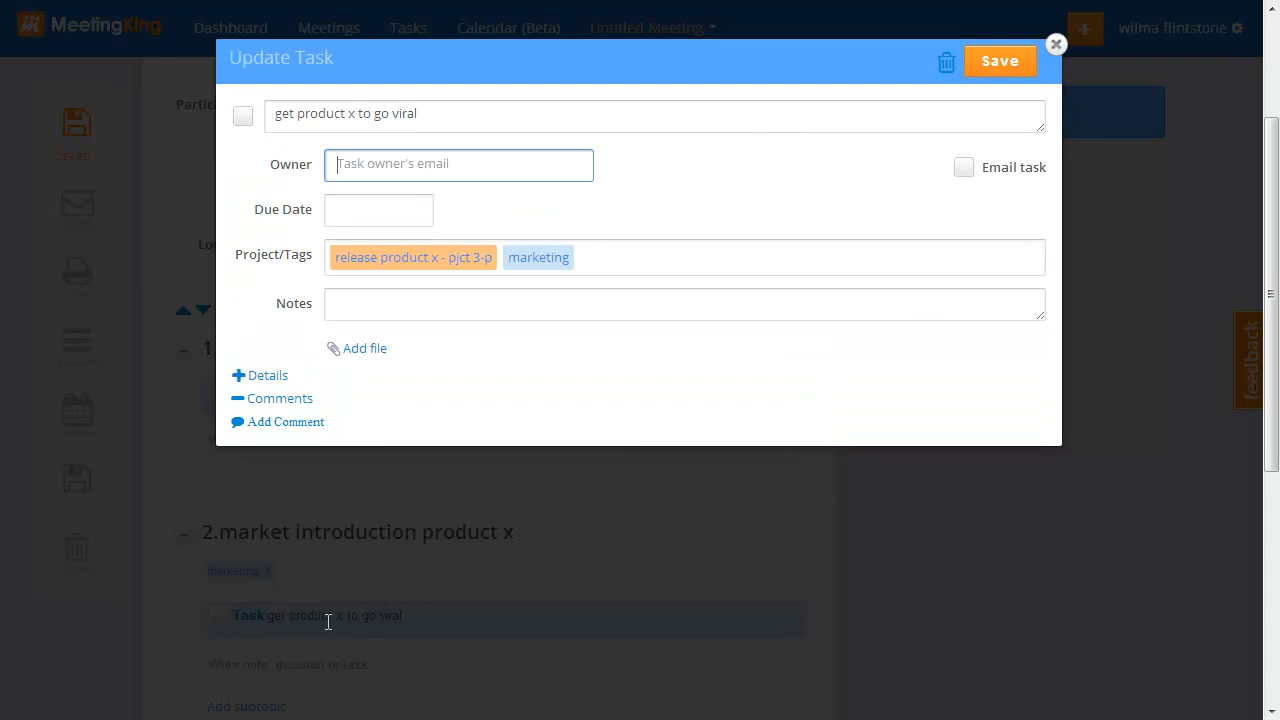 MeetingKing
Dashboard
Meetings
Tasks
Calendar (Beta)
Untitled Meeting
wilma flintstone
Update Task
Save
get product x to go viral
Owner
Task owner's email
Email task
Due Date
Project/Tags
release product x - pjct 3-p
marketing
Notes
Add file
Details
Comments
Add Comment
Saved
feedback
1.
2.market introduction product x
marketing
Task get product x to go viral
Write note, decision or task
Add subtopic